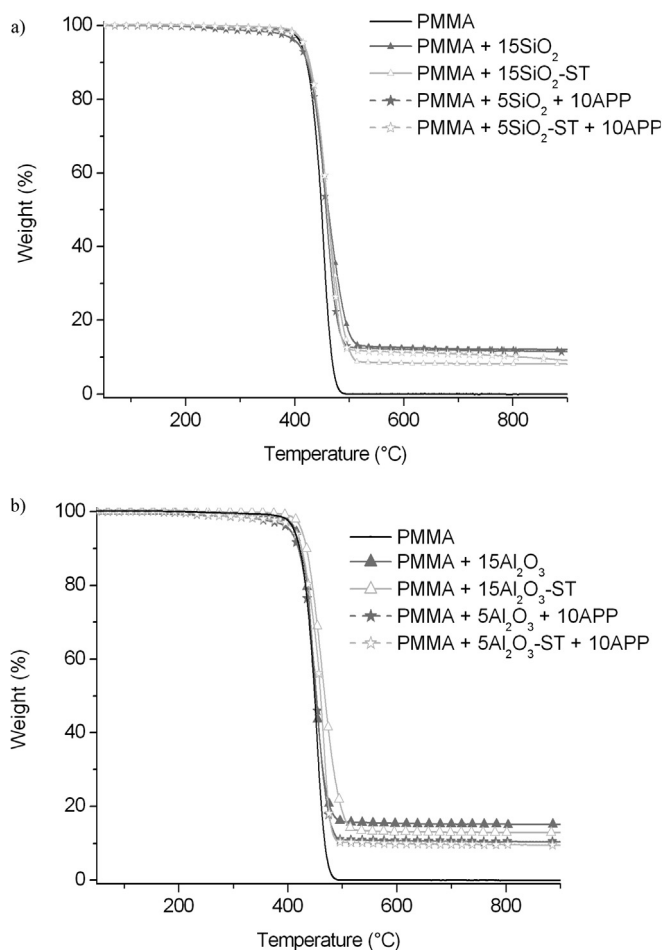 a)
PMMA
PMMA + 15SiO₂
PMMA + 15SiO₂-ST
PMMA + 5SiO₂ + 10APP
PMMA + 5SiO₂-ST + 10APP
Weight (%)
100
80
60
40
20
0
200 400 600 800
Temperature (°C)
b)
PMMA
PMMA + 15Al₂O₃
PMMA + 15Al₂O₃-ST
PMMA + 5Al₂O₃ + 10APP
PMMA + 5Al₂O₃-ST + 10APP
Weight (%)
100
80
60
40
20
0
200 400 600 800
Temperature (°C)